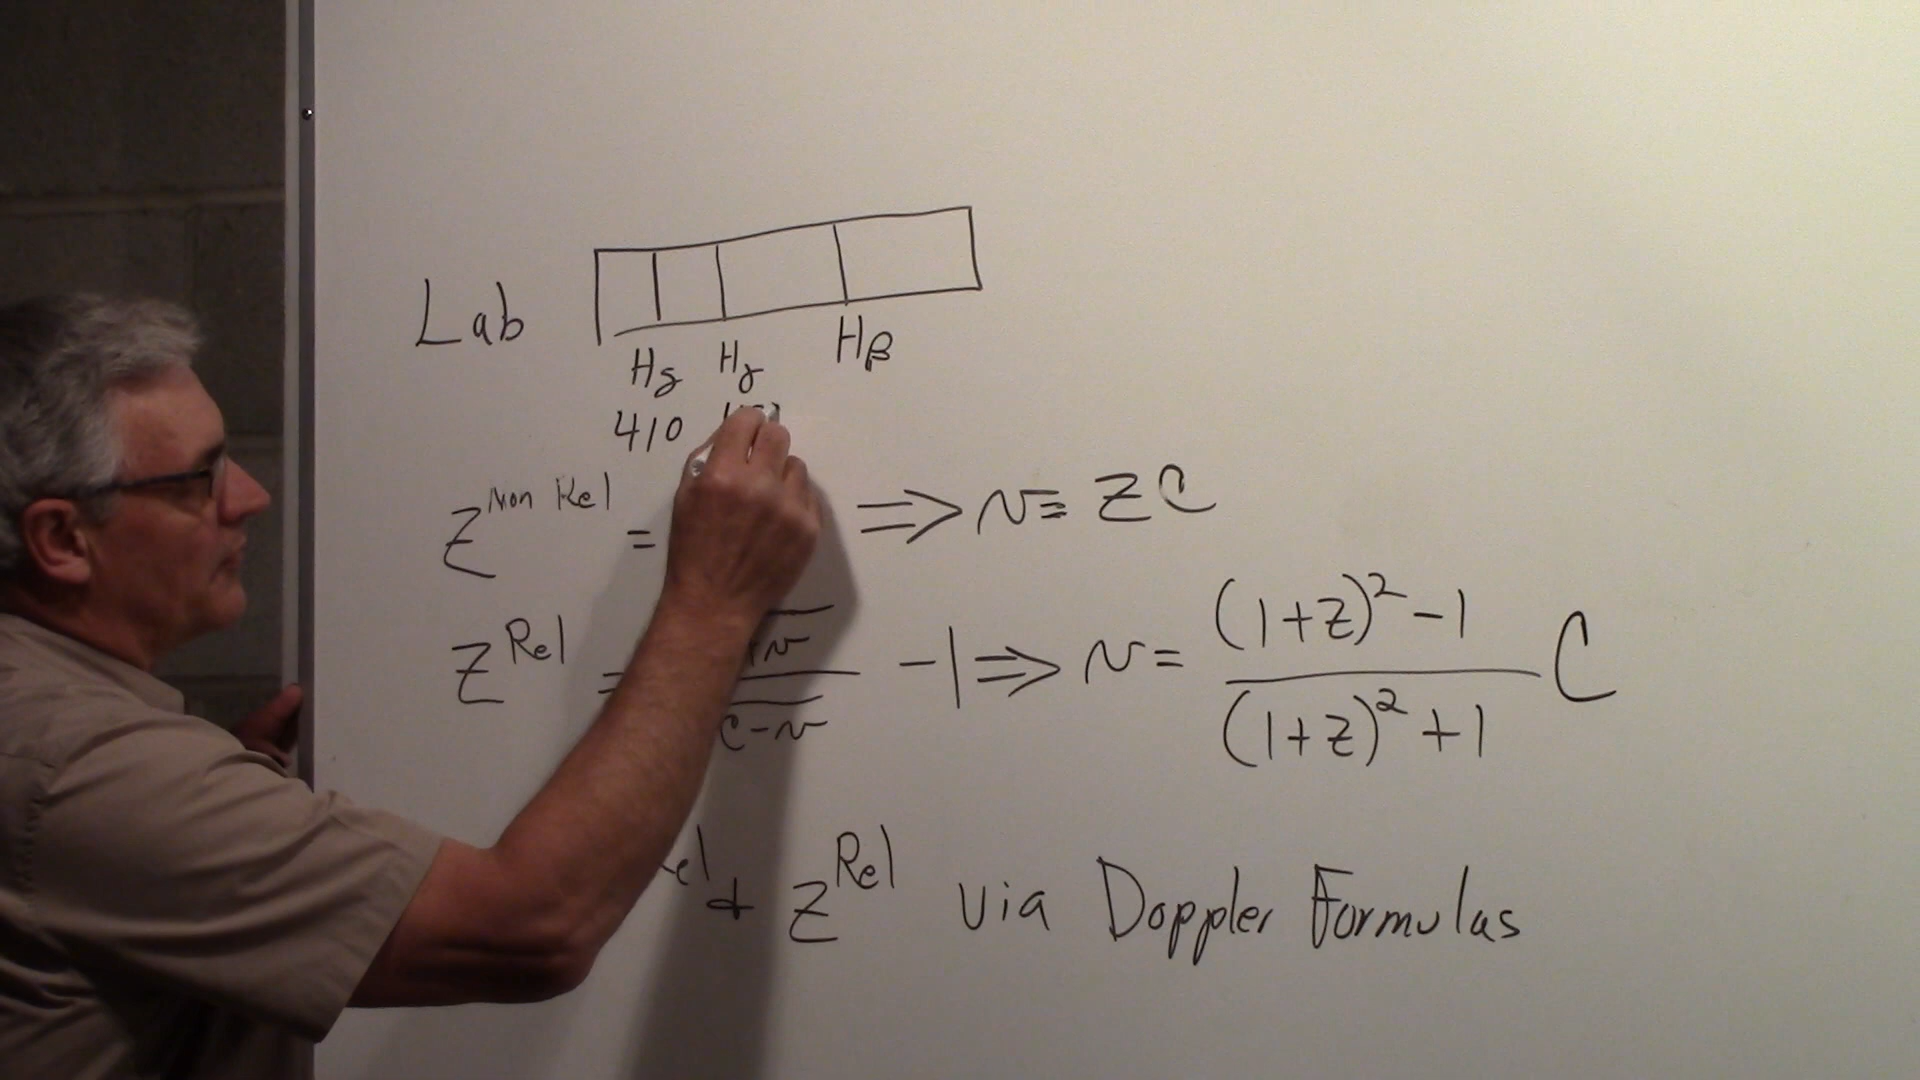 Lab
Hδ Hγ Hβ
410
Z^Non Rel = ⇒ v = ZC
Z^Rel = +v / C-v -1 ⇒ v = (1+Z)^2 -1 / (1+Z)^2 +1 C
+ Z^Rel via Doppler Formulas